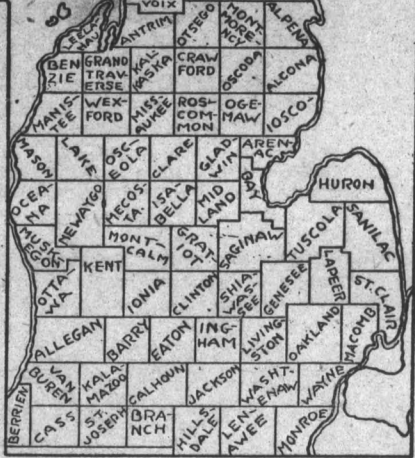 VOIX
LEELA-
NAU
ANTRIM
OTSEGO
MONT-
MORE-
NCY
ALPENA
BEN
ZIE
GRAND
TRAV-
ERSE
KAL-
KASKA
CRAW
FORD
OSCODA
ALCONA
MANIS-
TEE
WEX-
FORD
MISS-
AUKEE
ROS-
COM-
MON
OGE-
MAW
IOSCO-
MASON
LAKE
OSC-
EOLA
CLARE
GLAD-
WIN
AREN-
AC
HURON
OCEA-
NA
NEWAYGO
MECOS-
TA
ISA-
BELLA
MID
LAND
BAY
TUSCOLA
SANILAC
MUSKE-
GON
MONT-
CALM
GRAT-
IOT
SAGINAW
OTTA-
WA
KENT
IONIA
CLINTON
SHIA-
WAS-
SEE
GENESEE
LAPEER
ST. CLAIR
ALLEGAN
BARRY
EATON
ING-
HAM
LIVING-
STON
OAKLAND
MACOMB
VAN
BUREN
KALA-
MAZOO
CALHOUN
JACKSON
WASHT-
ENAW
WAYNE
BERRIEN
CASS
ST.
JOSEPH
BRA-
NCH
HILLS-
DALE
LEN-
AWEE
MONROE